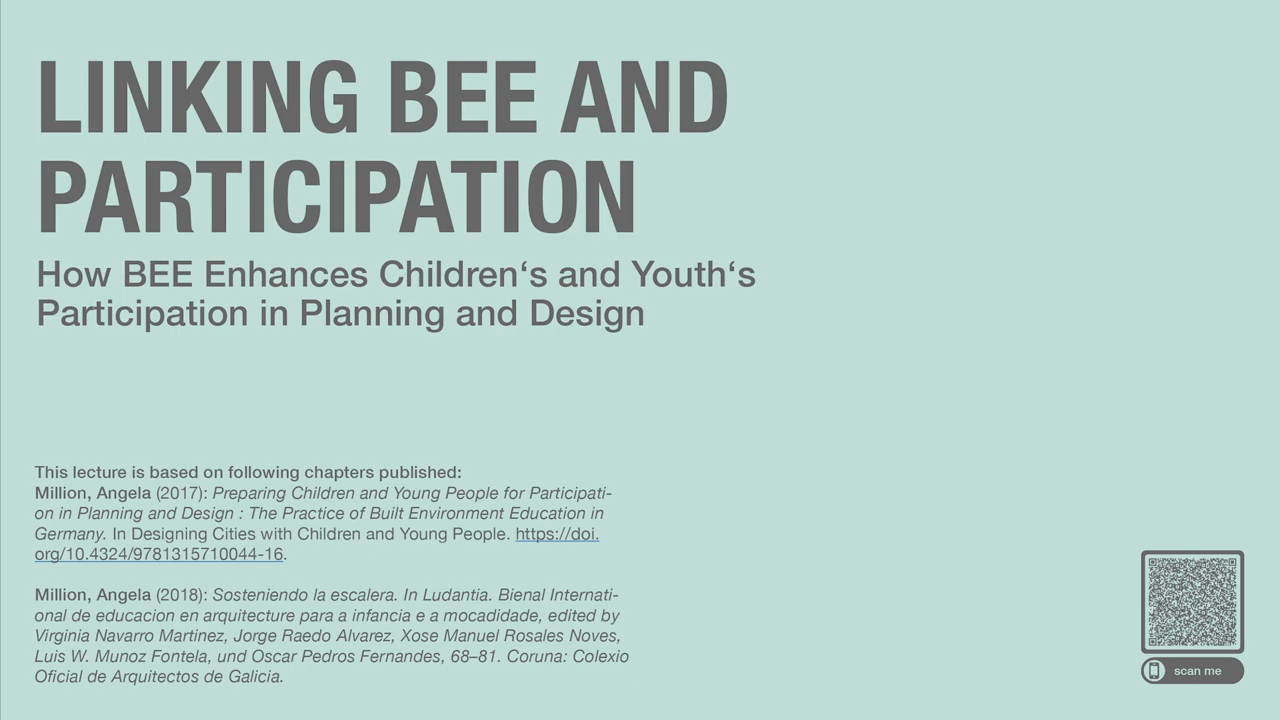 LINKING BEE AND
PARTICIPATION
How BEE Enhances Children‘s and Youth‘s
Participation in Planning and Design
This lecture is based on following chapters published:
Million, Angela (2017): Preparing Children and Young People for Participati-
on in Planning and Design : The Practice of Built Environment Education in
Germany. In Designing Cities with Children and Young People. https://doi.
org/10.4324/9781315710044-16.
Million, Angela (2018): Sosteniendo la escalera. In Ludantia. Bienal Internati-
onal de educacion en arquitecture para a infancia e a mocadidade, edited by
Virginia Navarro Martinez, Jorge Raedo Alvarez, Xose Manuel Rosales Noves,
Luis W. Munoz Fontela, und Oscar Pedros Fernandes, 68–81. Coruna: Colexio
Oficial de Arquitectos de Galicia.
scan me